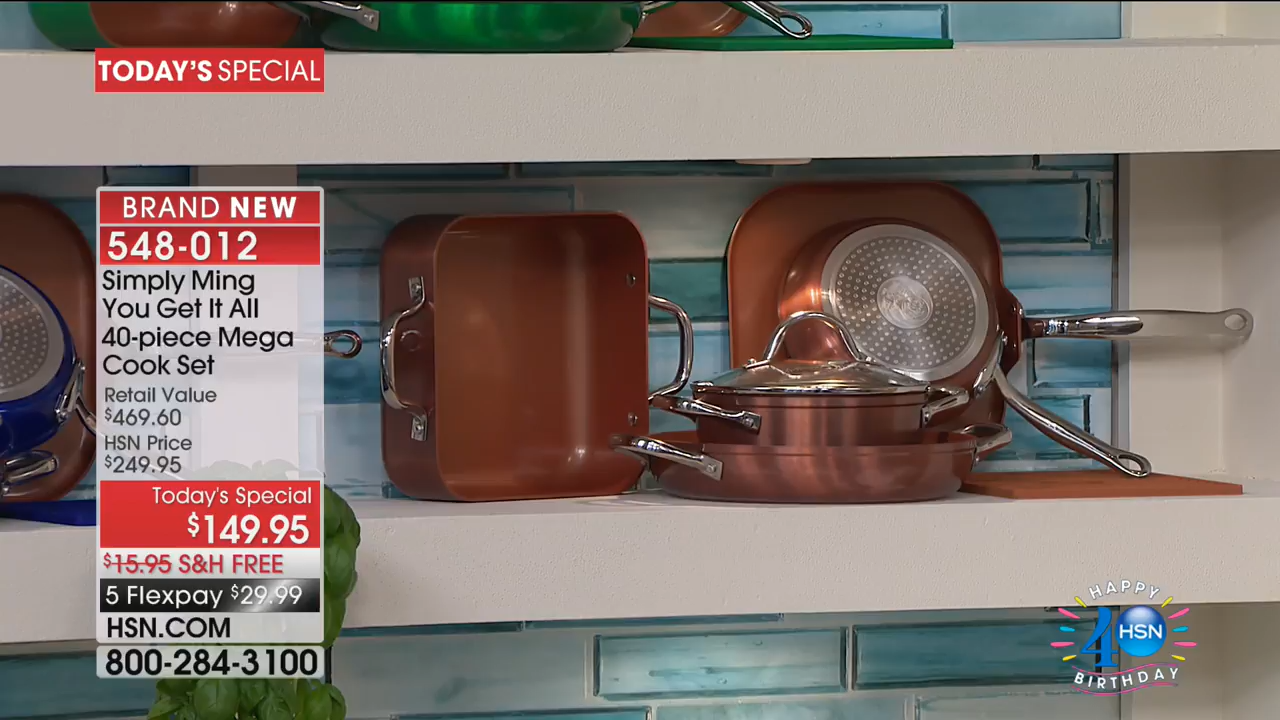 TODAY'S SPECIAL
BRAND NEW
548-012
Simply Ming
You Get It All
40-piece Mega
Cook Set
Retail Value
$469.60
HSN Price
$249.95
Today's Special
$149.95
$15.95 S&H FREE
5 Flexpay $29.99
HSN.COM
800-284-3100
HAPPY
40
HSN
BIRTHDAY